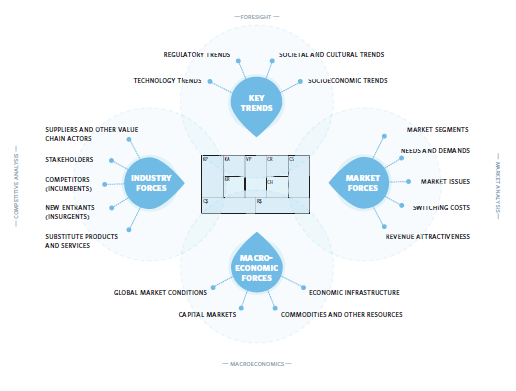 —FORESIGHT—
REGULATORY TRENDS
SOCIETAL AND CULTURAL TRENDS
TECHNOLOGY TRENDS
SOCIOECONOMIC TRENDS
KEY
TRENDS
SUPPLIERS AND OTHER VALUE
CHAIN ACTORS
STAKEHOLDERS
COMPETITORS
(INCUMBENTS)
NEW ENTRANTS
(INSURGENTS)
SUBSTITUTE PRODUCTS
AND SERVICES
— COMPETITIVE ANALYSIS —
INDUSTRY
FORCES
KP KA VP CR CS
KR CH
C$ R$
MARKET
FORCES
MARKET SEGMENTS
NEEDS AND DEMANDS
MARKET ISSUES
SWITCHING COSTS
REVENUE ATTRACTIVENESS
— MARKET ANALYSIS —
MACRO-
ECONOMIC
FORCES
GLOBAL MARKET CONDITIONS
ECONOMIC INFRASTRUCTURE
CAPITAL MARKETS
COMMODITIES AND OTHER RESOURCES
—MACROECONOMICS—